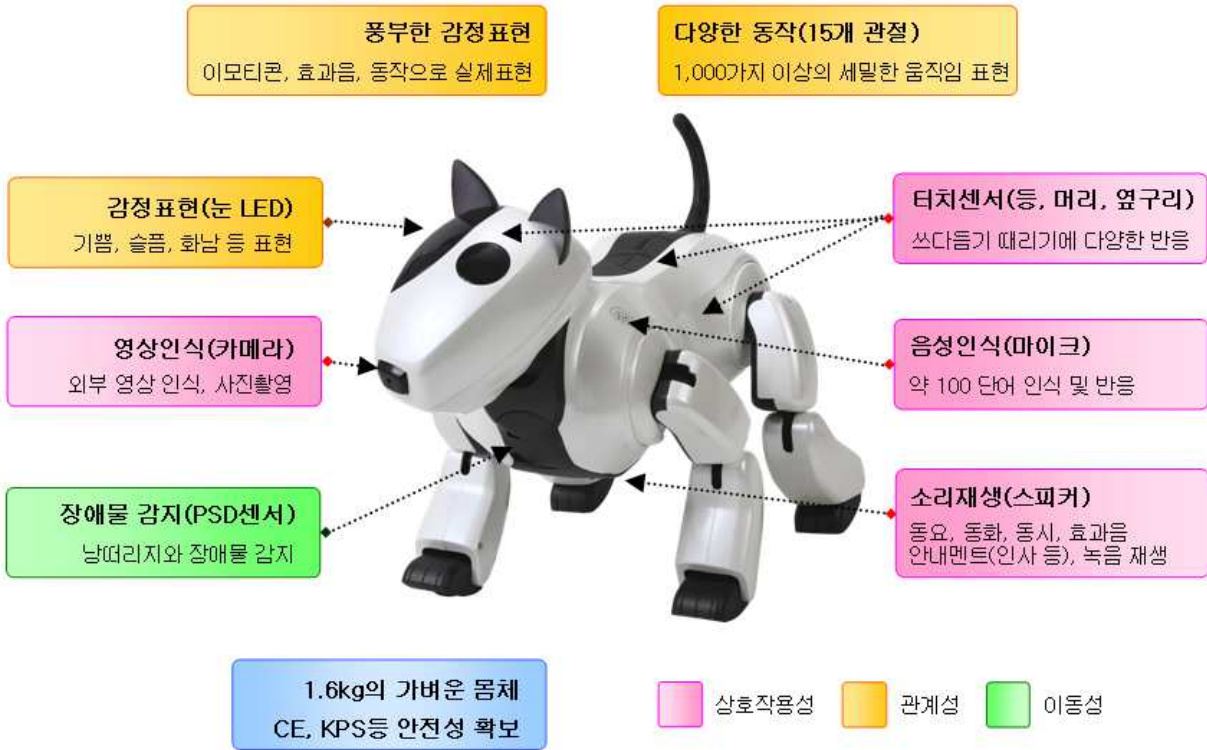 풍부한 감정표현
이모티콘, 효과음, 동작으로 실제표현
다양한 동작(15개 관절)
1,000가지 이상의 세밀한 움직임 표현
감정표현(눈 LED)
기쁨, 슬픔, 화남 등 표현
터치센서(등, 머리, 옆구리)
쓰다듬기 때리기에 다양한 반응
영상인식(카메라)
외부 영상 인식, 사진촬영
음성인식(마이크)
약 100 단어 인식 및 반응
장애물 감지(PSD센서)
낭떠리지와 장애물 감지
소리재생(스피커)
동요, 동화, 동시, 효과음
안내멘트(인사 등), 녹음 재생
1.6kg의 가벼운 몸체
CE, KPS등 안전성 확보
상호작용성
관계성
이동성